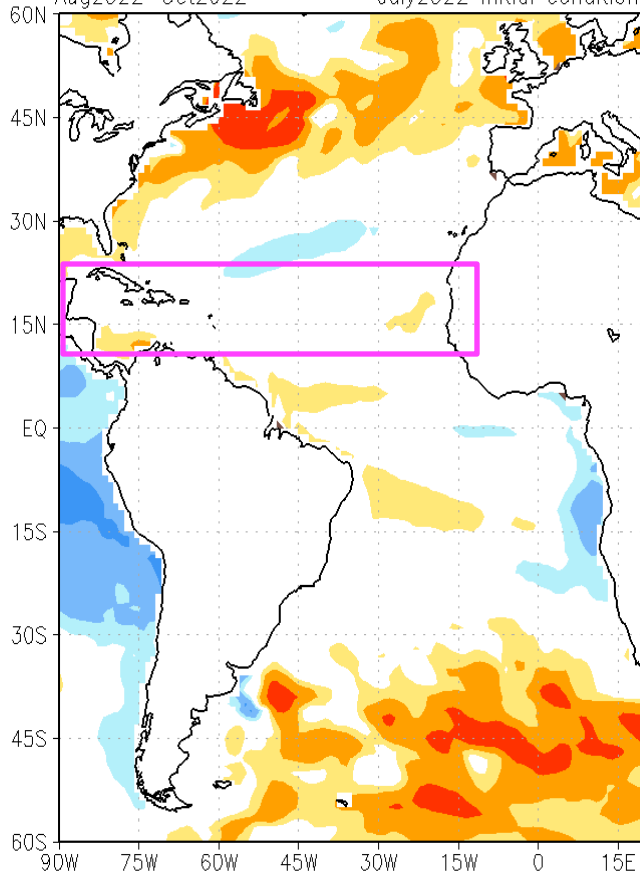 Aug2022 Oct2022 July2022 initial condition
60N
45N
30N
15N
EQ
15S
30S
45S
60S
90W 75W 60W 45W 30W 15W 0 15E